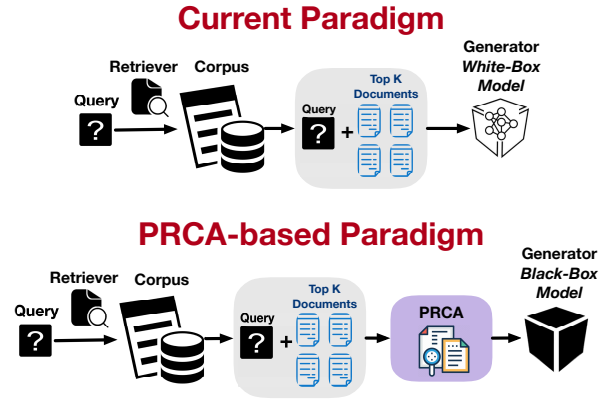 Current Paradigm
Retriever
Corpus
Query
?
Query
?
+
Top K
Documents
Generator
White-Box
Model
PRCA-based Paradigm
Retriever
Corpus
Query
?
Query
?
+
Top K
Documents
PRCA
Generator
Black-Box
Model